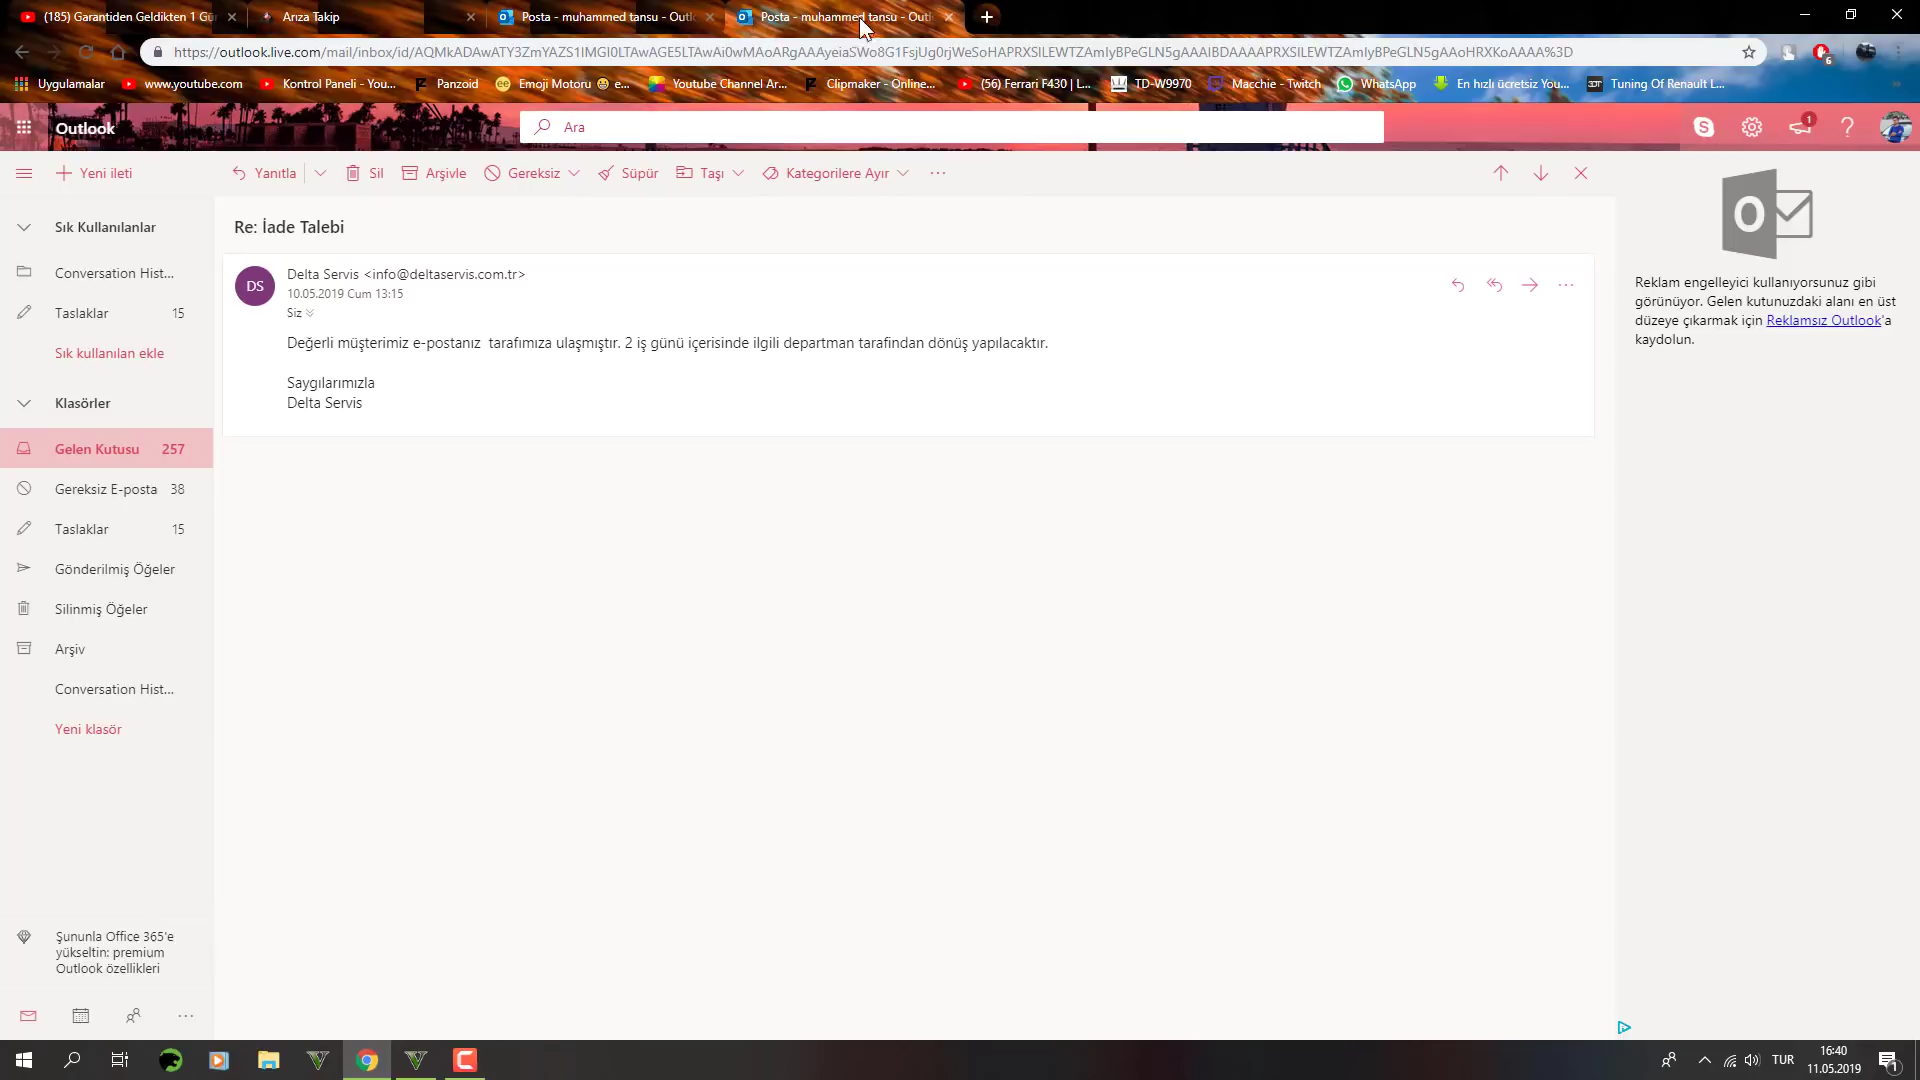 (185) Garantiden Geldikten 1 Gü
Arıza Takip
Posta - muhammed tansu - Outl
Posta - muhammed tansu - Outl
https://outlook.live.com/mail/inbox/id/AQMkADAwATY3ZmYAZS1IMGI0LTAwAGE5LTAwAi0wMAoARgAAAyeiaSWo8G1FsjUg0rjWeSoHAPRXSILEWTZAmIyBPeGLN5gAAAIBDAAAAPRXSILEWTZAmIyBPeGLN5gAAoHRXKoAAAA%3D
6
Uygulamalar
www.youtube.com
Kontrol Paneli - You...
Panzoid
Emoji Motoru 😀 e...
Youtube Channel Ar...
Clipmaker - Online...
(56) Ferrari F430 | L...
TD-W9970
Macchie - Twitch
WhatsApp
En hızlı ücretsiz You...
Tuning Of Renault L...
Outlook
Ara
1
Yeni ileti
Yanıtla
Sil
Arşivle
Gereksiz
Süpür
Taşı
Kategorilere Ayır
Sık Kullanılanlar
Conversation Hist...
Taslaklar 15
Sık kullanılan ekle
Klasörler
Gelen Kutusu 257
Gereksiz E-posta 38
Taslaklar 15
Gönderilmiş Öğeler
Silinmiş Öğeler
Arşiv
Conversation Hist...
Yeni klasör
Şununla Office 365'e
yükseltin: premium
Outlook özellikleri
Re: İade Talebi
DS
Delta Servis <info@deltaservis.com.tr>
10.05.2019 Cum 13:15
Siz
Değerli müşterimiz e-postanız  tarafımıza ulaşmıştır. 2 iş günü içerisinde ilgili departman tarafindan dönüş yapılacaktır.
Saygılarımızla
Delta Servis
Reklam engelleyici kullanıyorsunuz gibi
görünüyor. Gelen kutunuzdaki alanı en üst
düzeye çıkarmak için Reklamsız Outlook'a
kaydolun.
TUR
16:40
11.05.2019
1